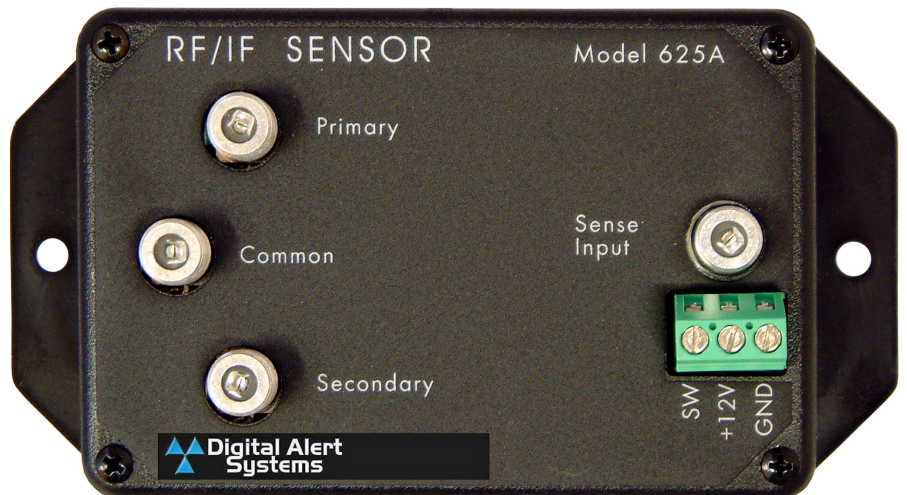 RF/IF SENSOR
Model 625A
Primary
Common
Sense
Input
Secondary
SW
+12V
GND
Digital Alert
Systems